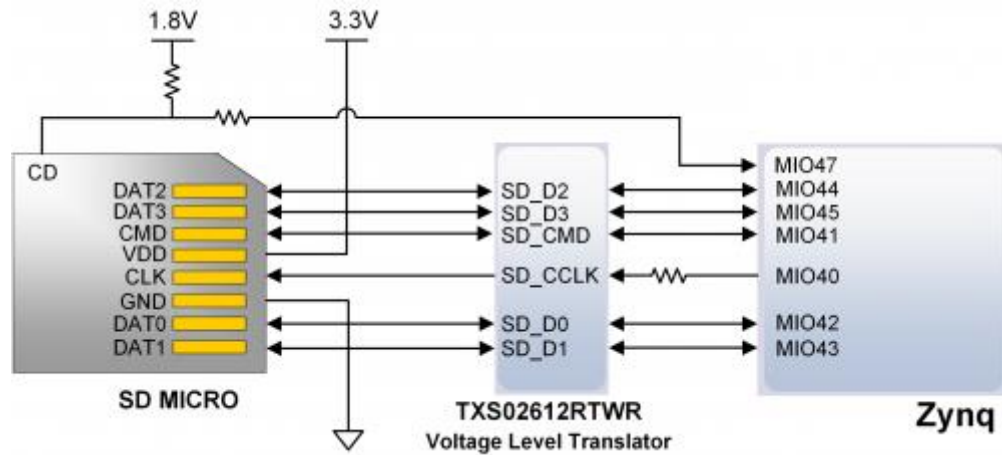 1.8V 3.3V
CD
MIO47
DAT2 SD_D2 MIO44
DAT3 SD_D3 MIO45
CMD SD_CMD MIO41
VDD
CLK SD_CCLK MIO40
GND
DAT0 SD_D0 MIO42
DAT1 SD_D1 MIO43
SD MICRO
TXS02612RTWR
Voltage Level Translator
Zynq